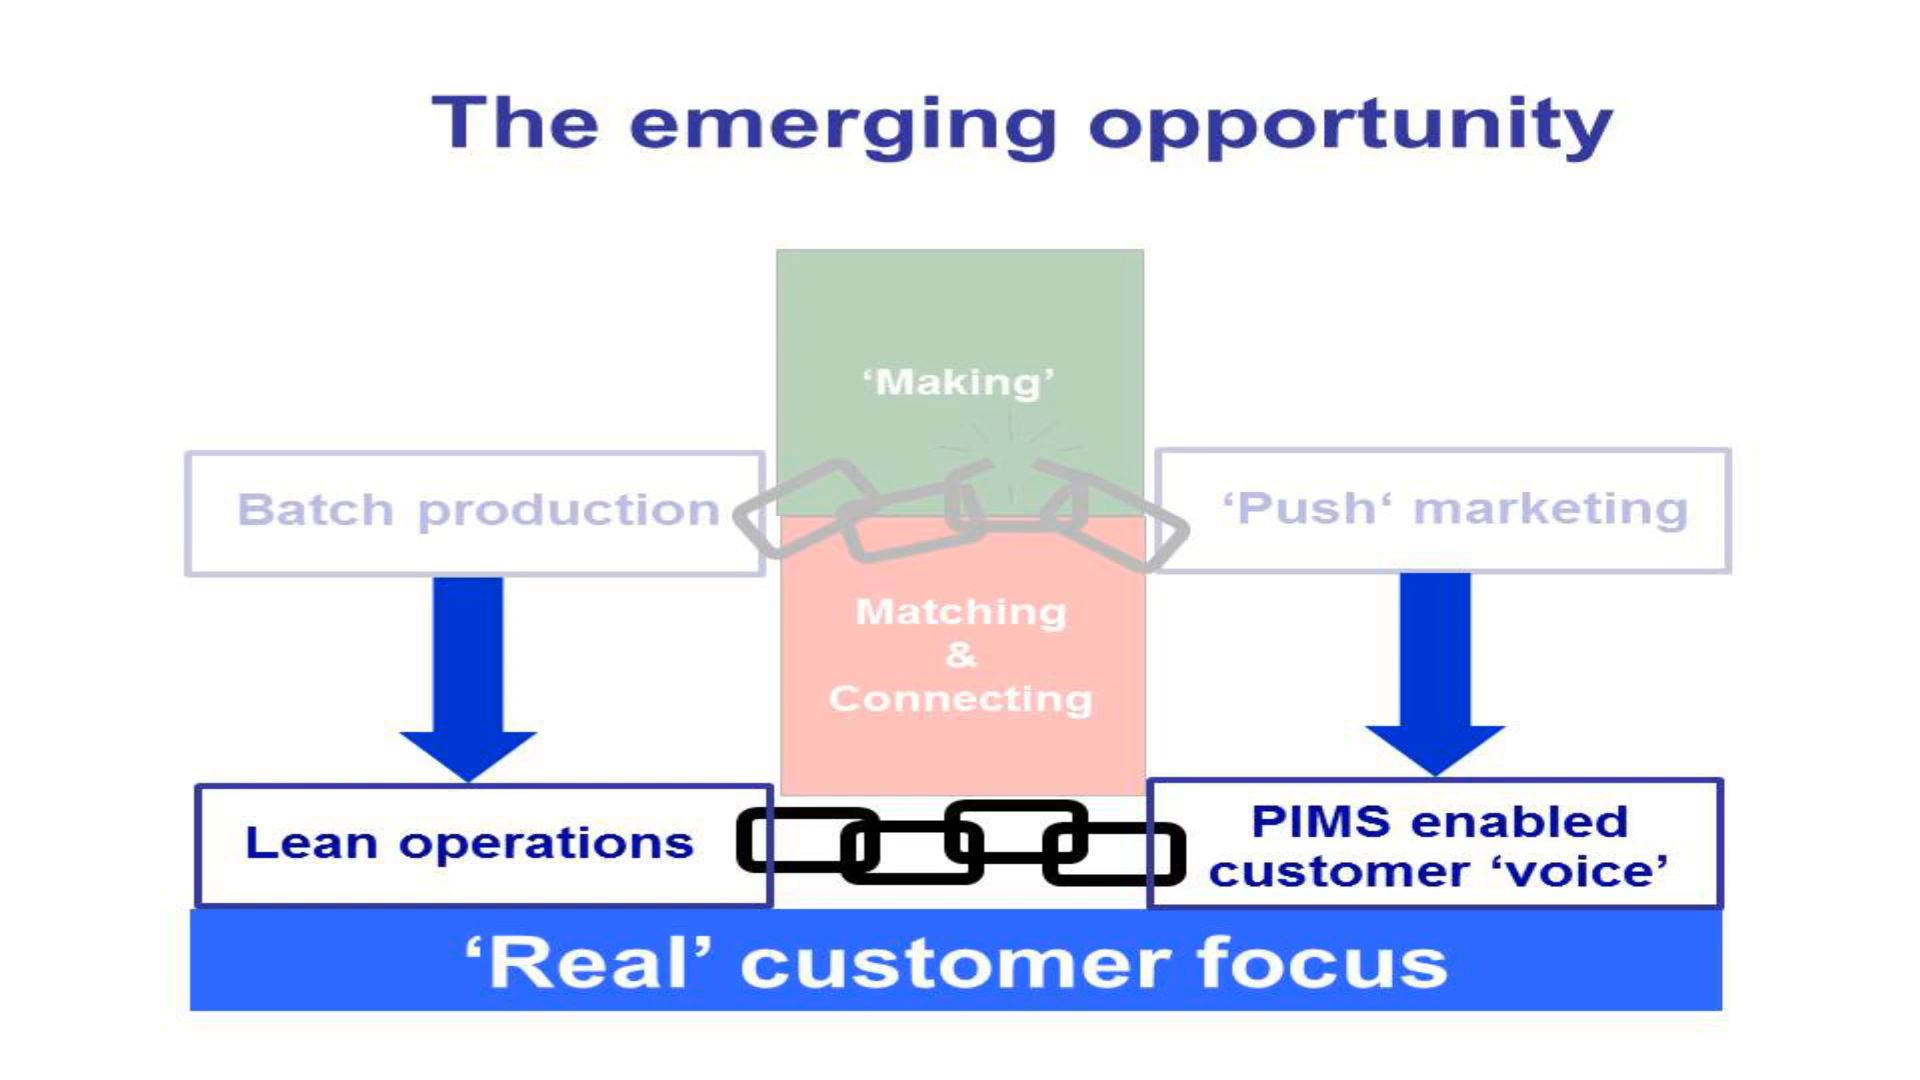 The emerging opportunity
‘Making’
Batch production
‘Push‘ marketing
Matching
&
Connecting
Lean operations
PIMS enabled
customer ‘voice’
‘Real’ customer focus